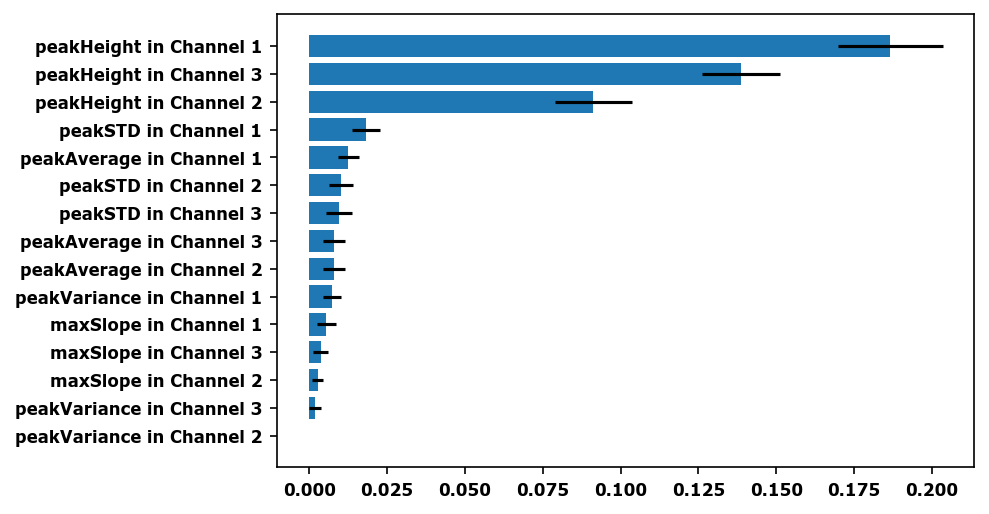 peakHeight in Channel 1
peakHeight in Channel 3
peakHeight in Channel 2
peakSTD in Channel 1
peakAverage in Channel 1
peakSTD in Channel 2
peakSTD in Channel 3
peakAverage in Channel 3
peakAverage in Channel 2
peakVariance in Channel 1
maxSlope in Channel 1
maxSlope in Channel 3
maxSlope in Channel 2
peakVariance in Channel 3
peakVariance in Channel 2
0.000 0.025 0.050 0.075 0.100 0.125 0.150 0.175 0.200